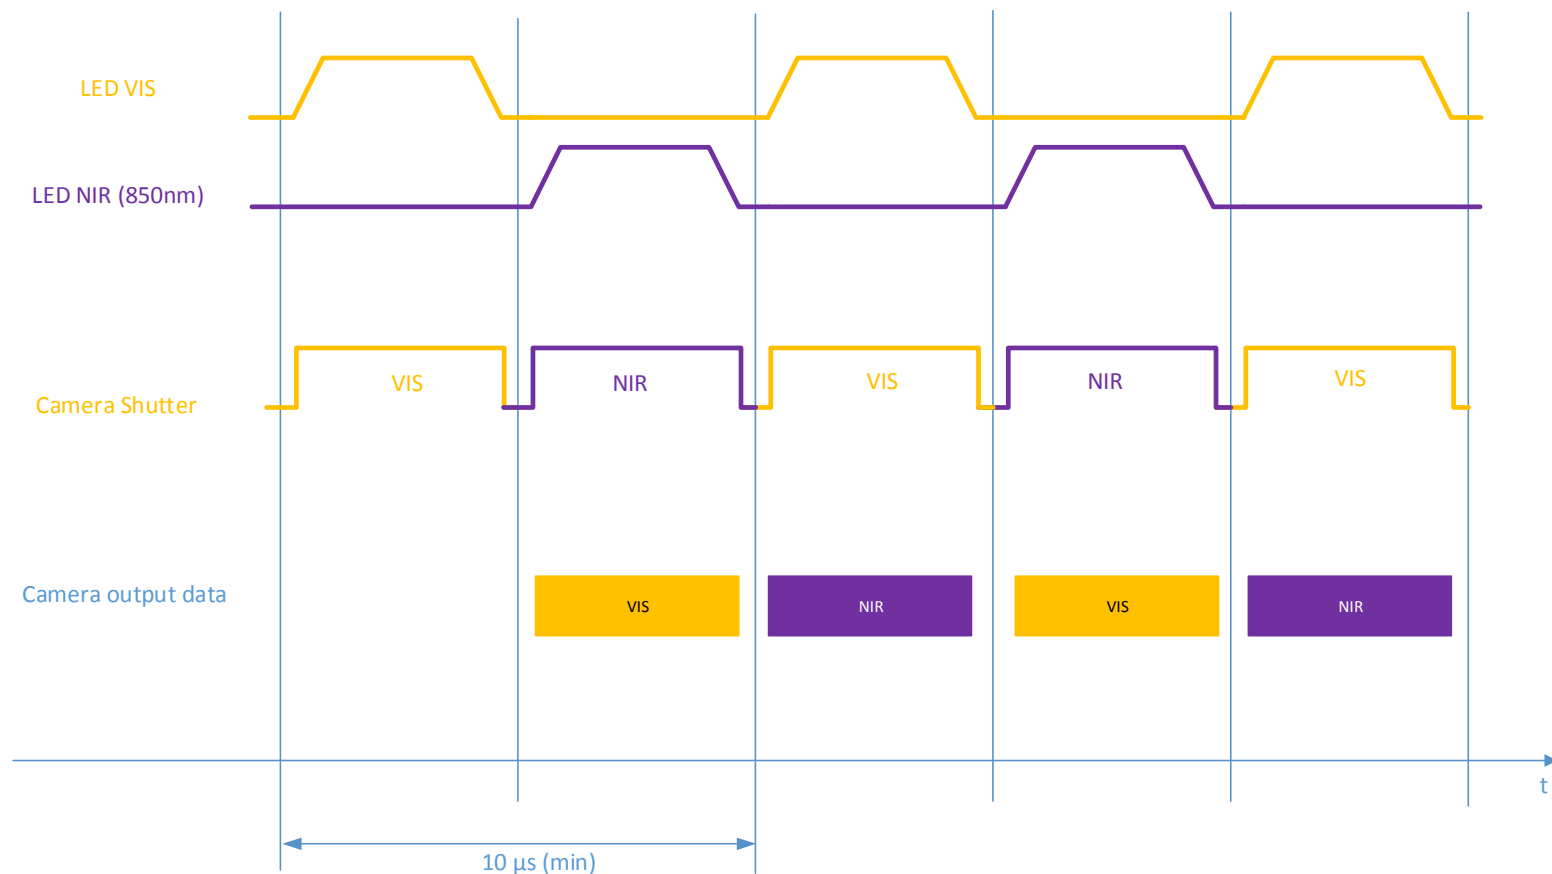 LED VIS
LED NIR (850nm)
Camera Shutter
VIS
NIR
VIS
NIR
VIS
Camera output data
VIS
NIR
VIS
NIR
t
10 µs (min)